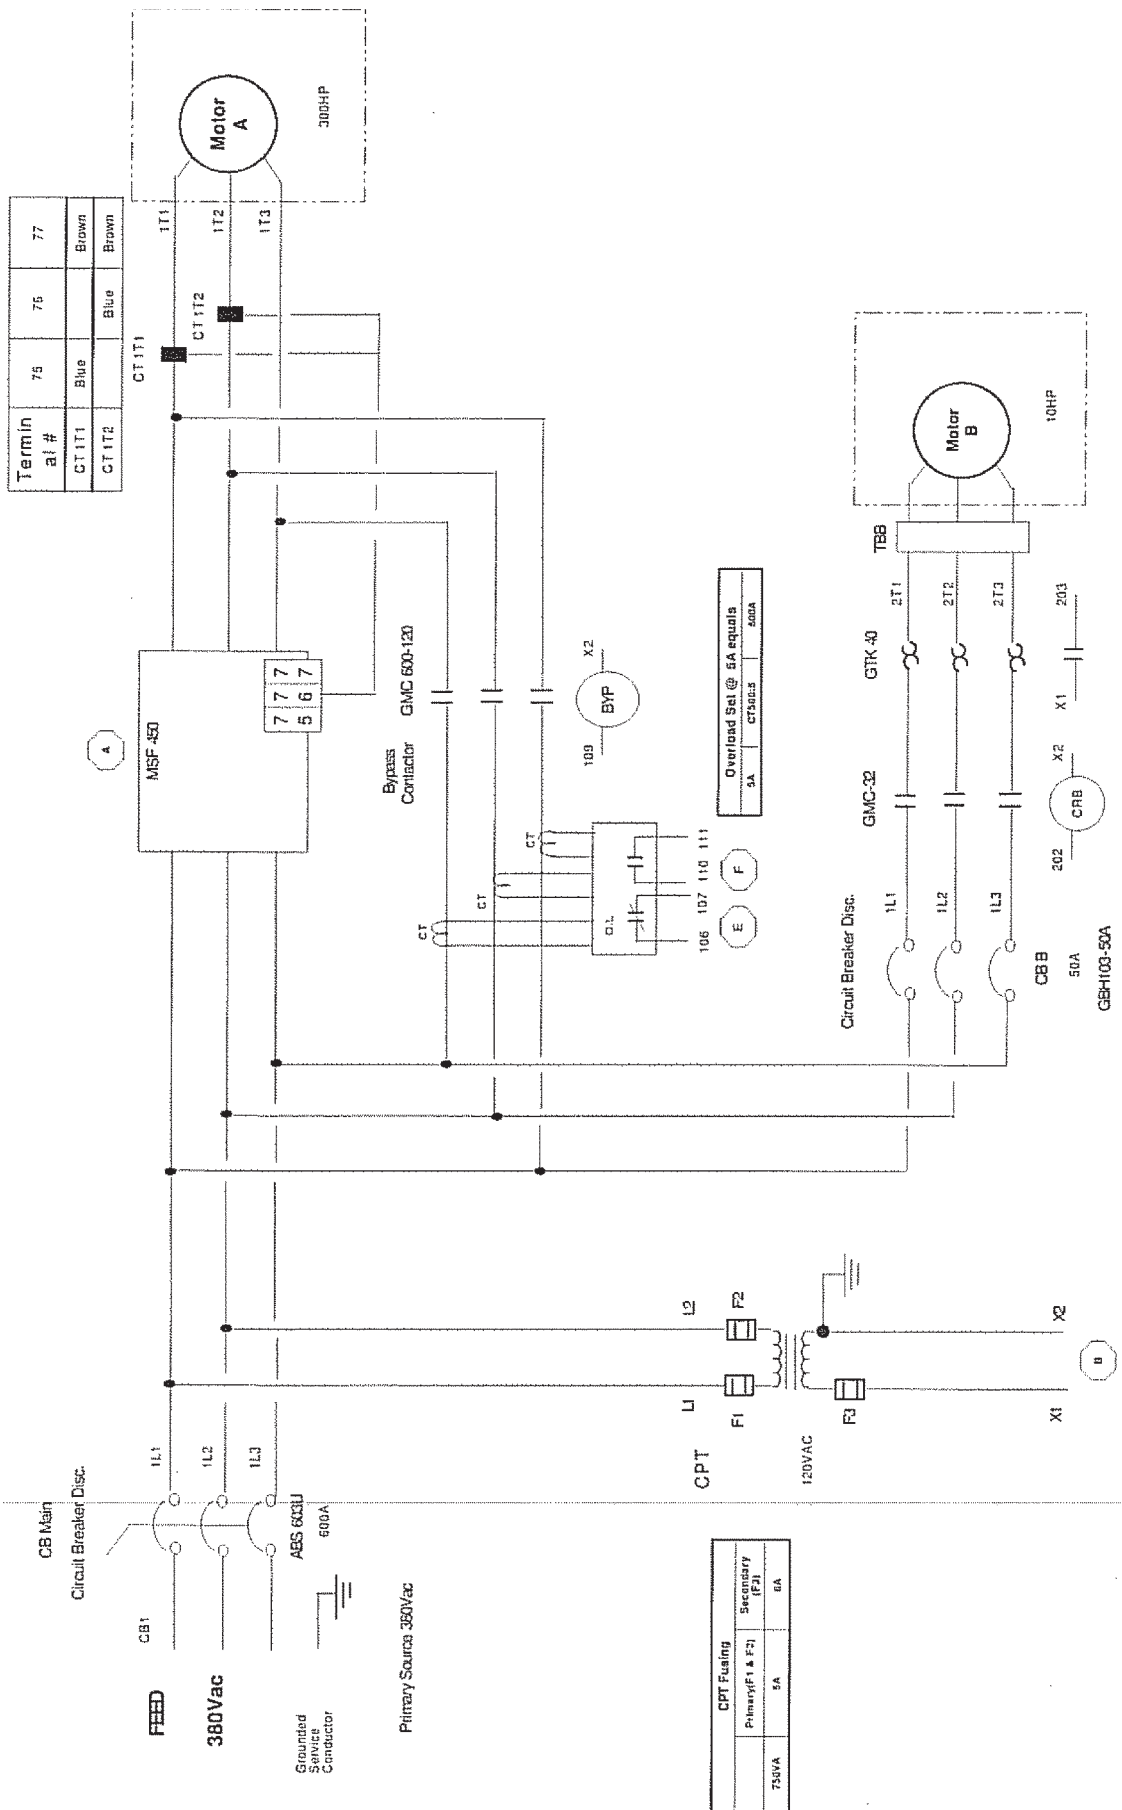 CB Main
Circuit Breaker Disc.
FEED
380Vac
CB1
1L1
1L2
1L3
ABS 603U
600A
Grounded
Service
Conductor
Primary Source 380Vac
A
MSF 450
7 7 7
5 6 7
Termin
al # 75 76 77
CT1T1 Blue Brown
CT1T2 Blue Brown
CT1T1
CT1T2
1T1
1T2
1T3
Motor
A
300HP
Bypass
Contactor
GMC 600-120
CT
CT
CT
O.L
106 107 110 111
E
F
109
BYP
X2
Overload Set @ 5A equals
5A CT500:5 500A
CPT
L1
L2
F1
F2
120VAC
F3
X1
X2
B
CPT Fusing
Primary(F1 & F2) Secondary
(F3)
750VA 5A 6A
Circuit Breaker Disc.
1L1
1L2
1L3
CB B
50A
GBH103-50A
GMC-32
GTK 40
2T1
2T2
2T3
TBB
Motor
B
10HP
202
CRB
X2
X1
203